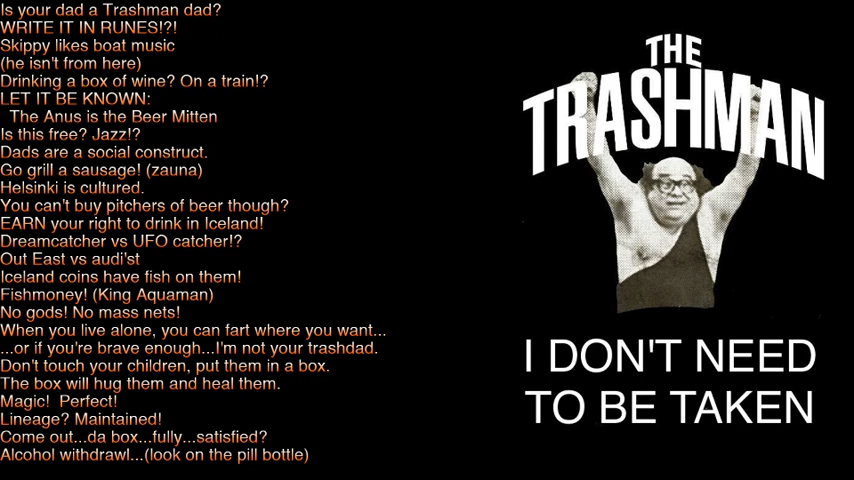 Is your dad a Trashman dad?
WRITE IT IN RUNES!?!
Skippy likes boat music
(he isn't from here)
Drinking a box of wine? On a train!?
LET IT BE KNOWN:
The Anus is the Beer Mitten
Is this free? Jazz!?
Dads are a social construct.
Go grill a sausage! (zauna)
Helsinki is cultured.
You can't buy pitchers of beer though?
EARN your right to drink in Iceland!
Dreamcatcher vs UFO catcher!?
Out East vs audi'st
Iceland coins have fish on them!
Fishmoney! (King Aquaman)
No gods! No mass nets!
When you live alone, you can fart where you want...
...or if you're brave enough...I'm not your trashdad.
Don't touch your children, put them in a box.
The box will hug them and heal them.
Magic!  Perfect!
Lineage? Maintained!
Come out...da box...fully...satisfied?
Alcohol withdrawl...(look on the pill bottle)
THE
TRASHMAN
I DON'T NEED
TO BE TAKEN